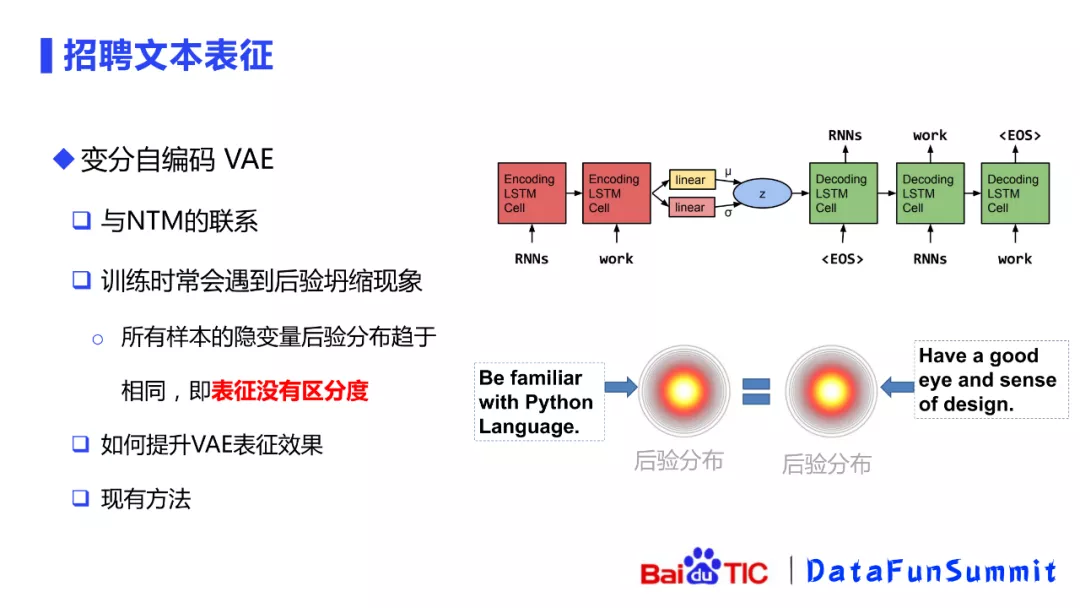 招聘文本表征
变分自编码 VAE
与NTM的联系
训练时常会遇到后验坍缩现象
所有样本的隐变量后验分布趋于
相同，即表征没有区分度
如何提升VAE表征效果
现有方法
RNNs work <EOS>
Encoding LSTM Cell
Encoding LSTM Cell
linear
μ
linear
σ
z
Decoding LSTM Cell
Decoding LSTM Cell
Decoding LSTM Cell
RNNs work <EOS> RNNs work
Be familiar
with Python
Language.
后验分布
后验分布
Have a good
eye and sense
of design.
Bai du TIC
DataFunSummit